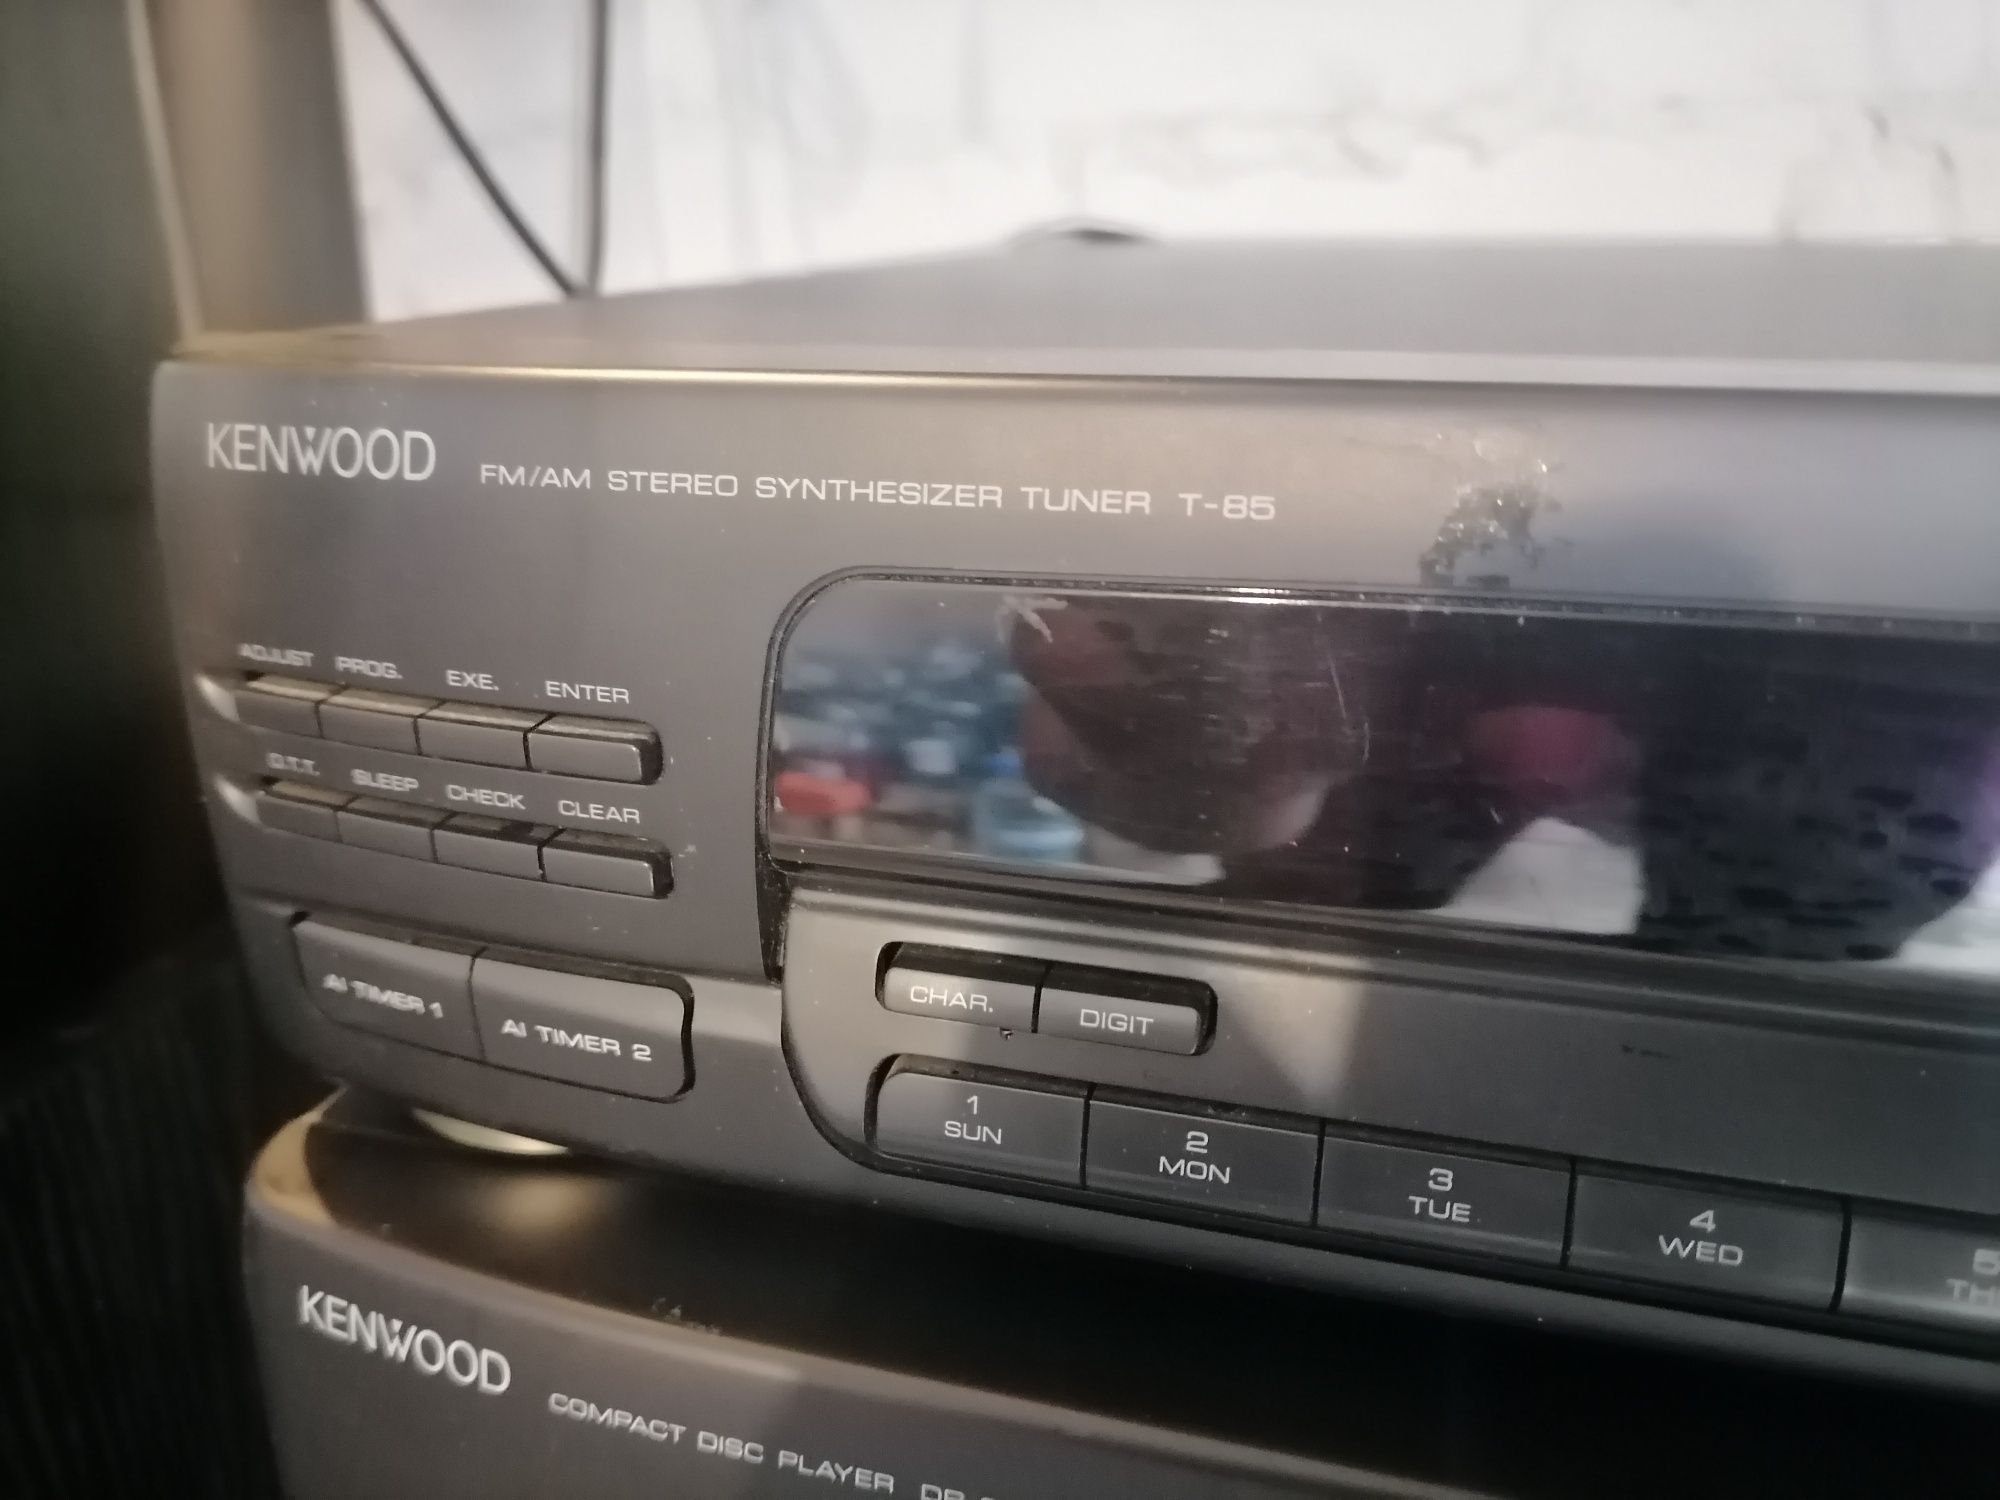 KENWOOD FM/AM STEREO SYNTHESIZER TUNER T-85
ADJUST PROG. EXE. ENTER
O.T.T. SLEEP CHECK CLEAR
AI TIMER 1 AI TIMER 2
CHAR. DIGIT
1 2 3 4 5
SUN MON TUE WED
KENWOOD COMPACT DISC PLAYER